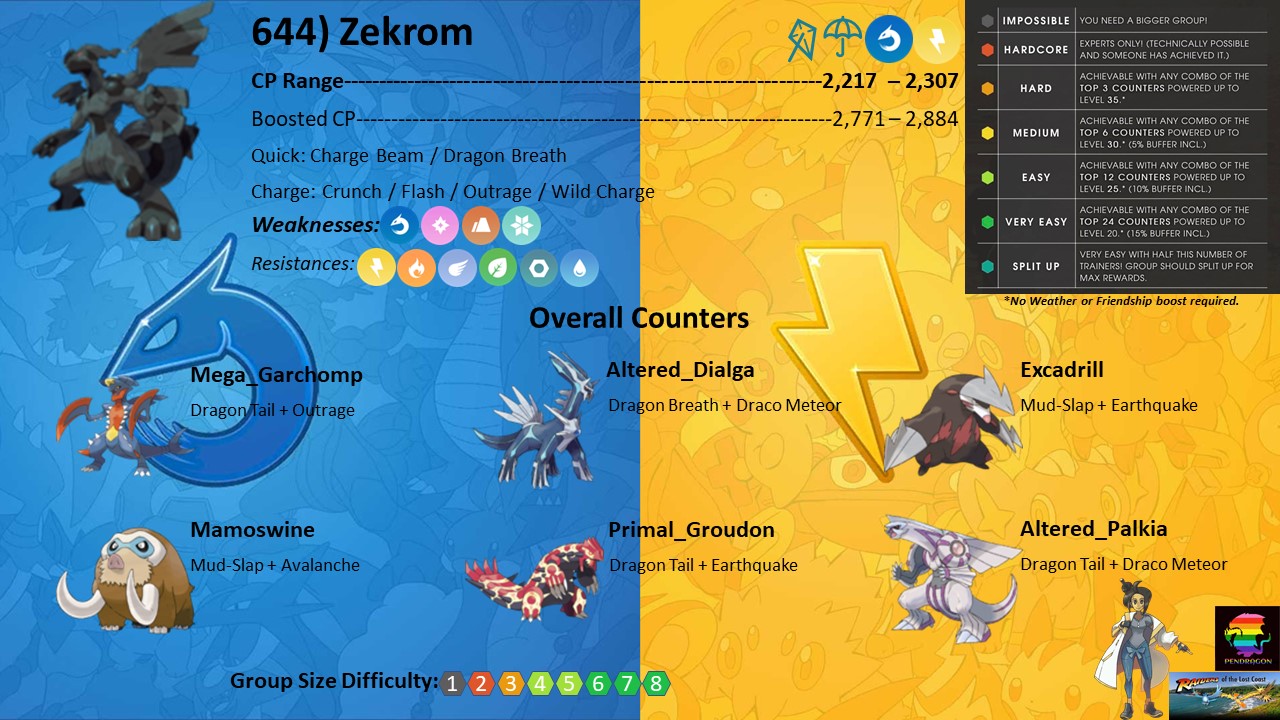 644) Zekrom
CP Range------------------------------------------------------------------------------------2,217 – 2,307
Boosted CP------------------------------------------------------------------------------------2,771 – 2,884
Quick: Charge Beam / Dragon Breath
Charge: Crunch / Flash / Outrage / Wild Charge
Weaknesses:
Resistances:
IMPOSSIBLE YOU NEED A BIGGER GROUP!
HARDCORE EXPERTS ONLY! (TECHNICALLY POSSIBLE
AND SOMEONE HAS ACHIEVED IT.)
HARD ACHIEVABLE WITH ANY COMBO OF THE
TOP 3 COUNTERS POWERED UP TO
LEVEL 35.*
MEDIUM ACHIEVABLE WITH ANY COMBO OF THE
TOP 6 COUNTERS POWERED UP TO
LEVEL 30.* (5% BUFFER INCL.)
EASY ACHIEVABLE WITH ANY COMBO OF THE
TOP 12 COUNTERS POWERED UP TO
LEVEL 25.* (10% BUFFER INCL.)
VERY EASY ACHIEVABLE WITH ANY COMBO OF THE
TOP 24 COUNTERS POWERED UP TO
LEVEL 20.* (15% BUFFER INCL.)
SPLIT UP VERY EASY WITH HALF THIS NUMBER OF
TRAINERS! GROUP SHOULD SPLIT UP FOR
MAX REWARDS.
*No Weather or Friendship boost required.
Overall Counters
Mega_Garchomp
Dragon Tail + Outrage
Altered_Dialga
Dragon Breath + Draco Meteor
Excadrill
Mud-Slap + Earthquake
Mamoswine
Mud-Slap + Avalanche
Primal_Groudon
Dragon Tail + Earthquake
Altered_Palkia
Dragon Tail + Draco Meteor
Group Size Difficulty: 1 2 3 4 5 6 7 8
PENDRAGON
RAIDERS of the Lost Coast